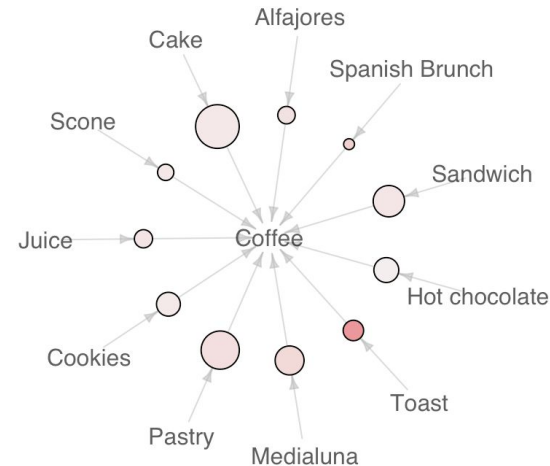 Alfajores
Cake
Spanish Brunch
Scone
Sandwich
Juice
Coffee
Hot chocolate
Cookies
Toast
Pastry
Medialuna